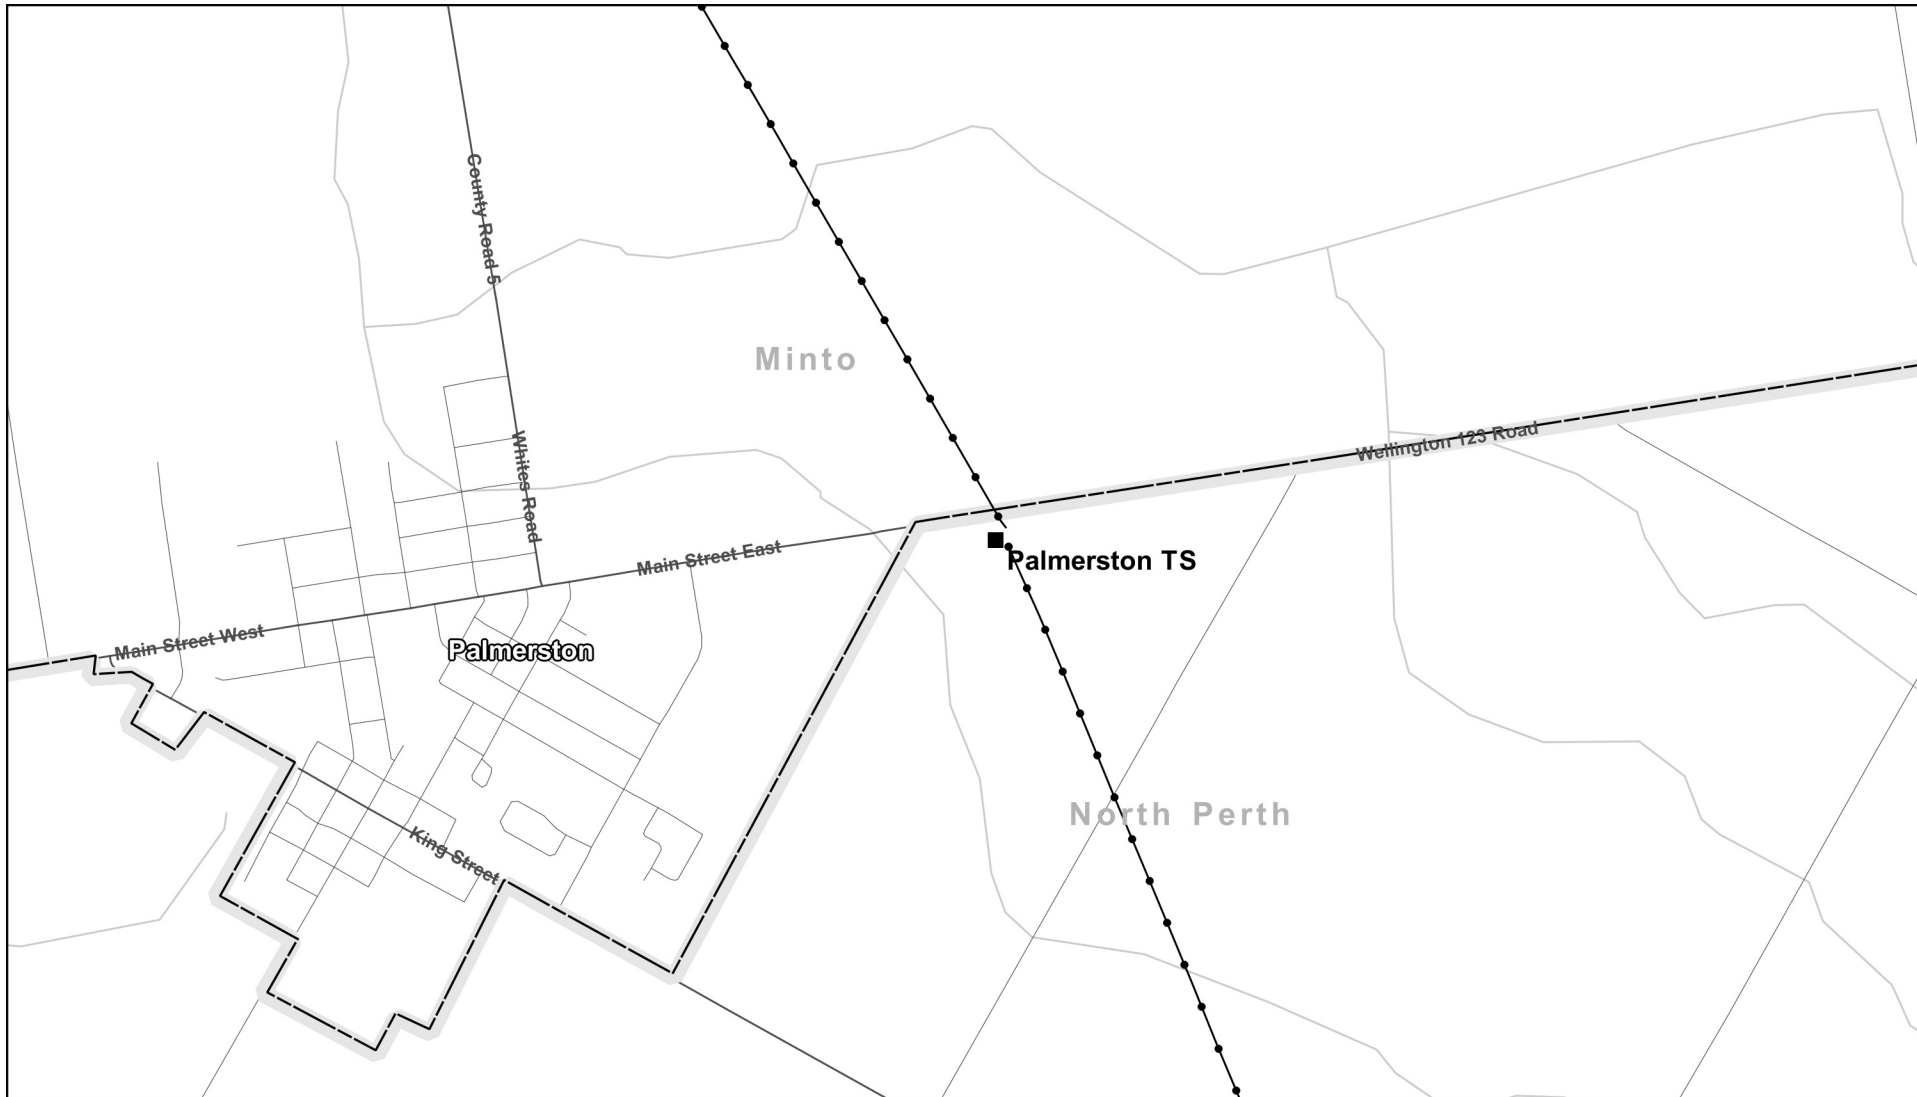 County Road 5
Minto
Whites Road
Wellington 123 Road
Main Street East
Palmerston TS
Main Street West
Palmerston
North Perth
King Street